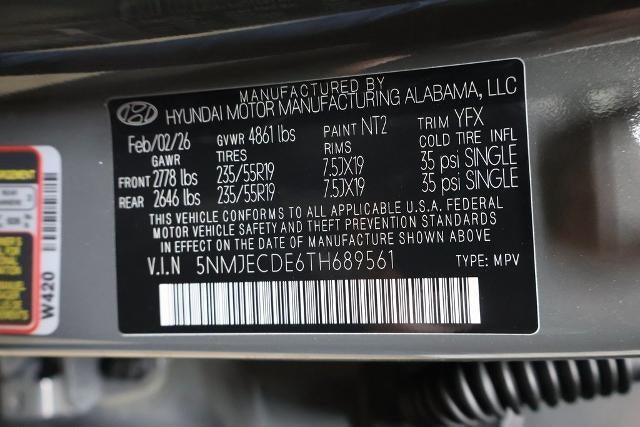 MANUFACTURED BY
HYUNDAI MOTOR MANUFACTURING ALABAMA, LLC
Feb/02/26 GVWR 4861 lbs PAINT NT2 TRIM YFX
GAWR TIRES RIMS COLD TIRE INFL
FRONT 2778 lbs 235/55R19 7.5JX19 35 psi SINGLE
REAR 2646 lbs 235/55R19 7.5JX19 35 psi SINGLE
THIS VEHICLE CONFORMS TO ALL APPLICABLE U.S.A. FEDERAL
MOTOR VEHICLE SAFETY AND THEFT PREVENTION STANDARDS
IN EFFECT ON THE DATE OF MANUFACTURE SHOWN ABOVE
V.I.N 5NMJECDE6TH689561 TYPE: MPV
W420